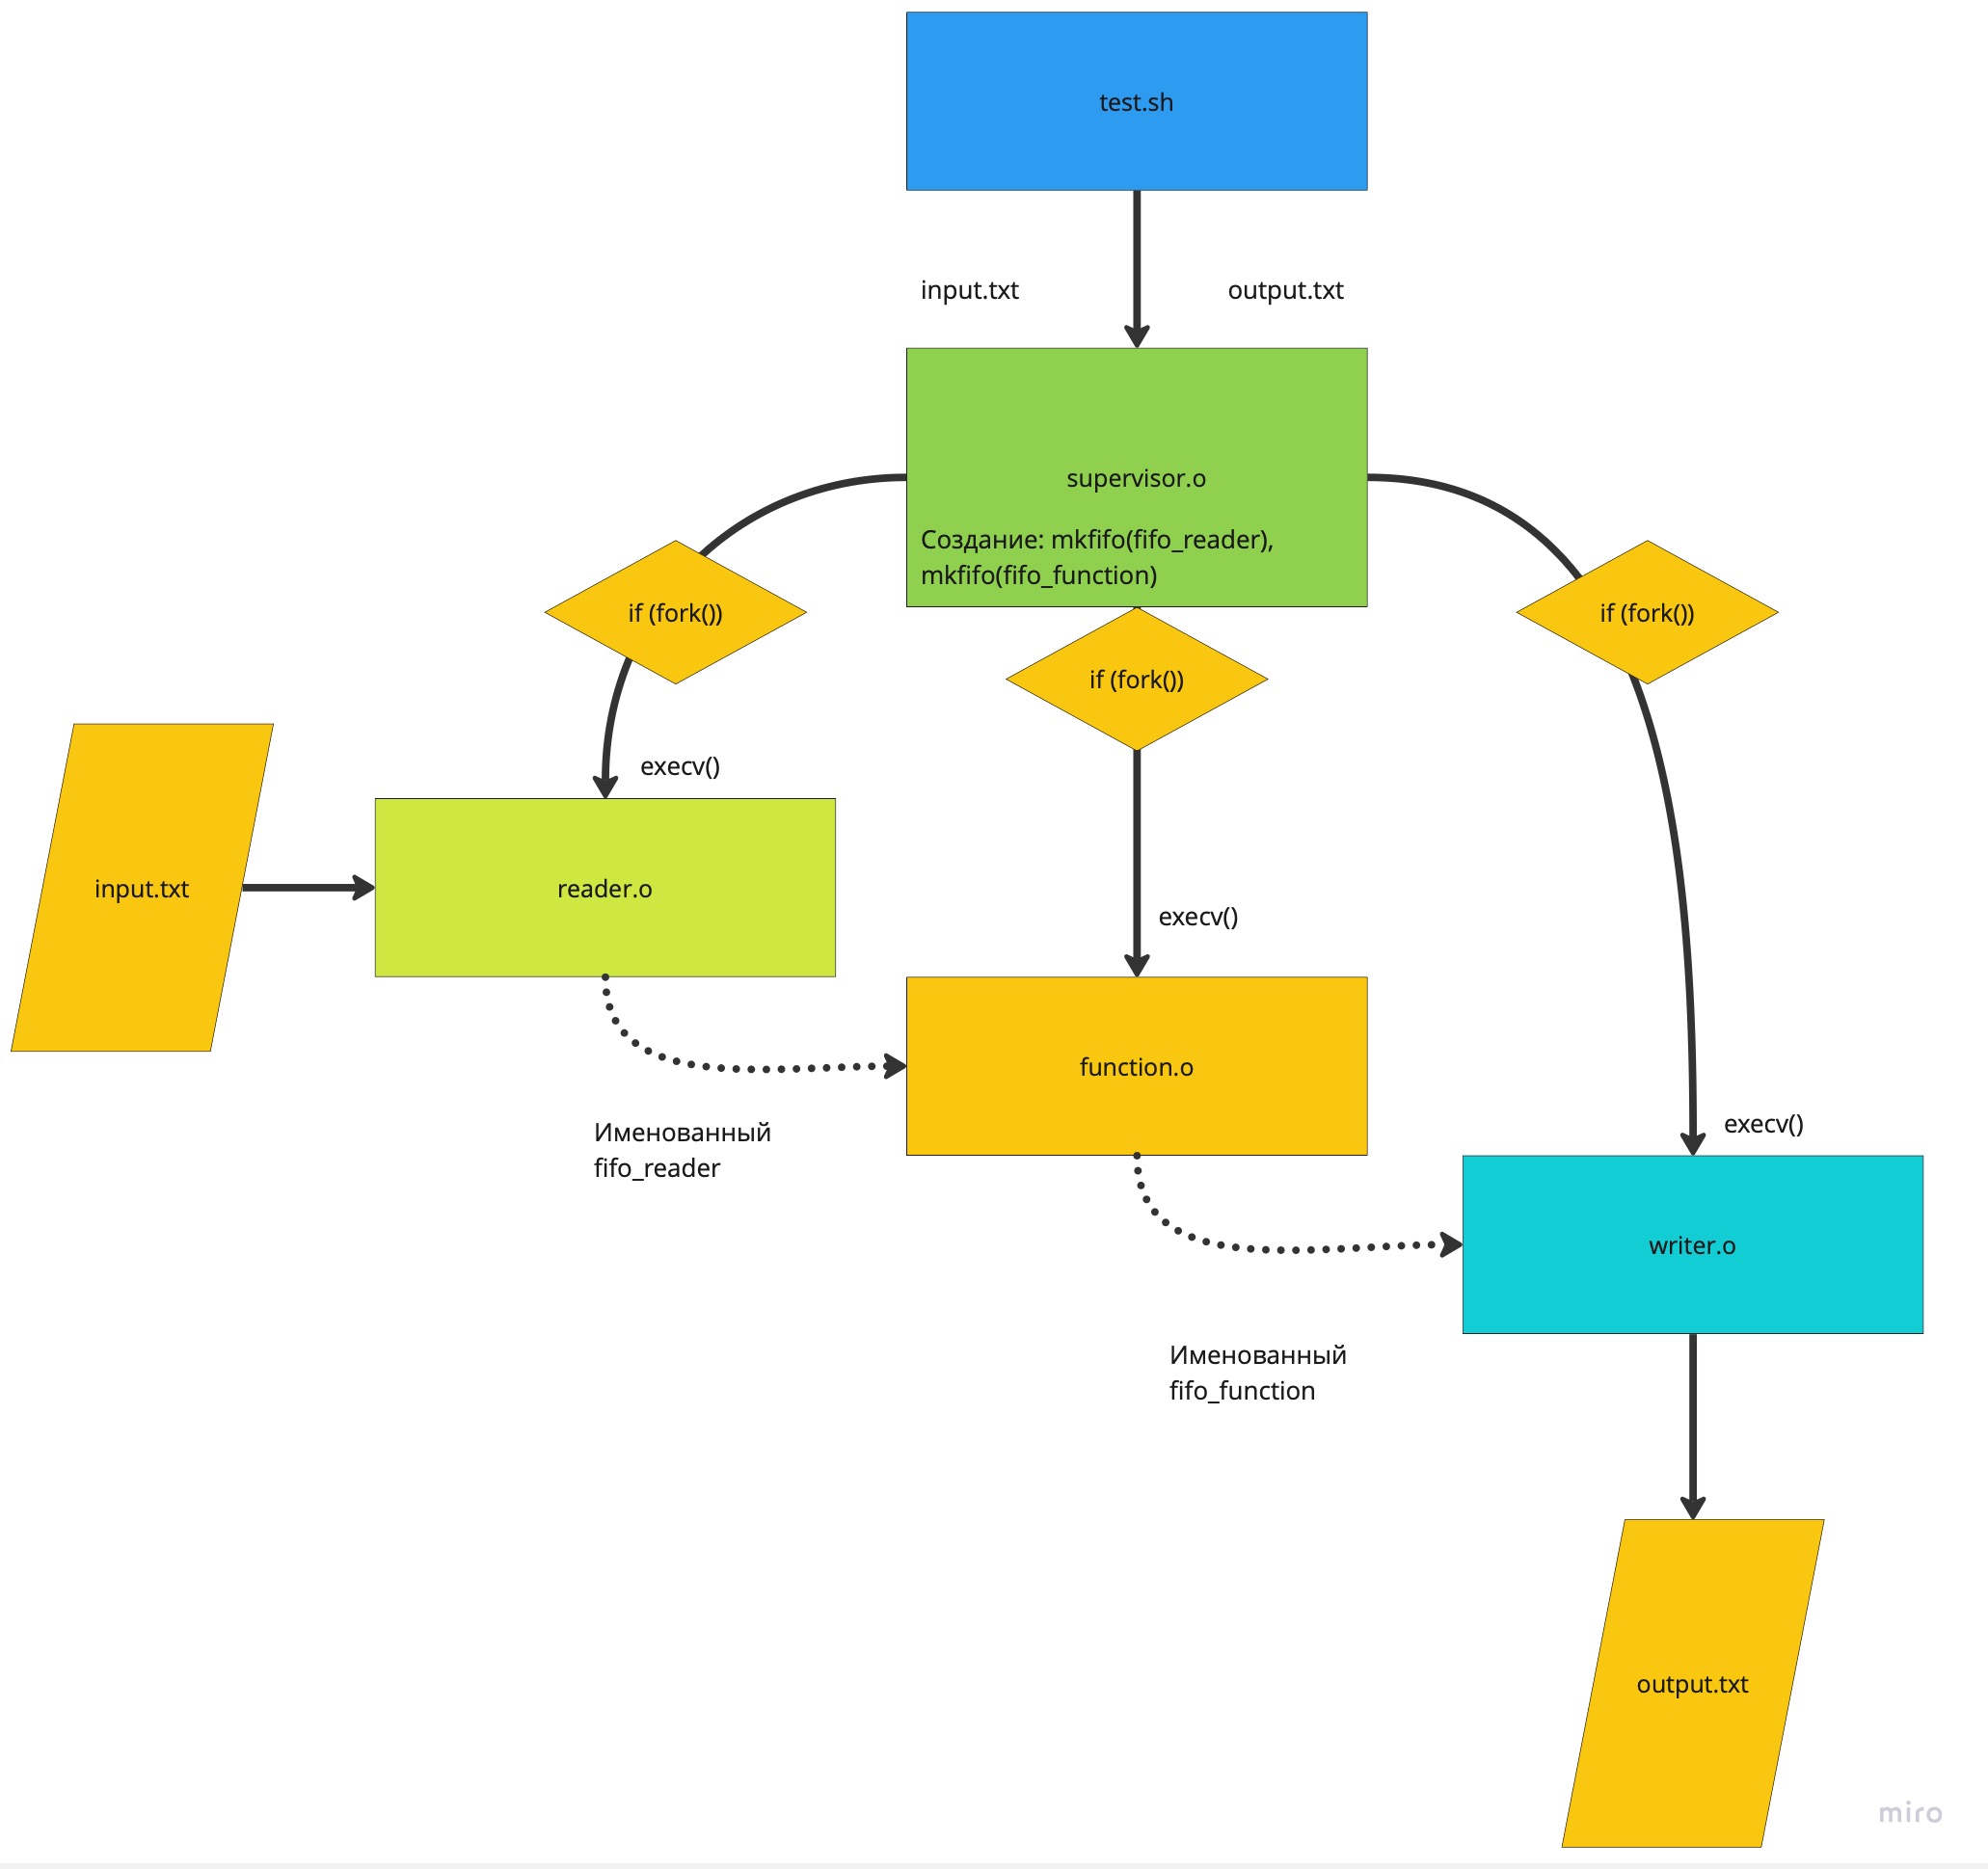 test.sh
input.txt
output.txt
supervisor.o
Создание: mkfifo(fifo_reader),
mkfifo(fifo_function)
if (fork())
if (fork())
if (fork())
execv()
input.txt
reader.o
execv()
function.o
Именованный
fifo_reader
execv()
writer.o
Именованный
fifo_function
output.txt
miro